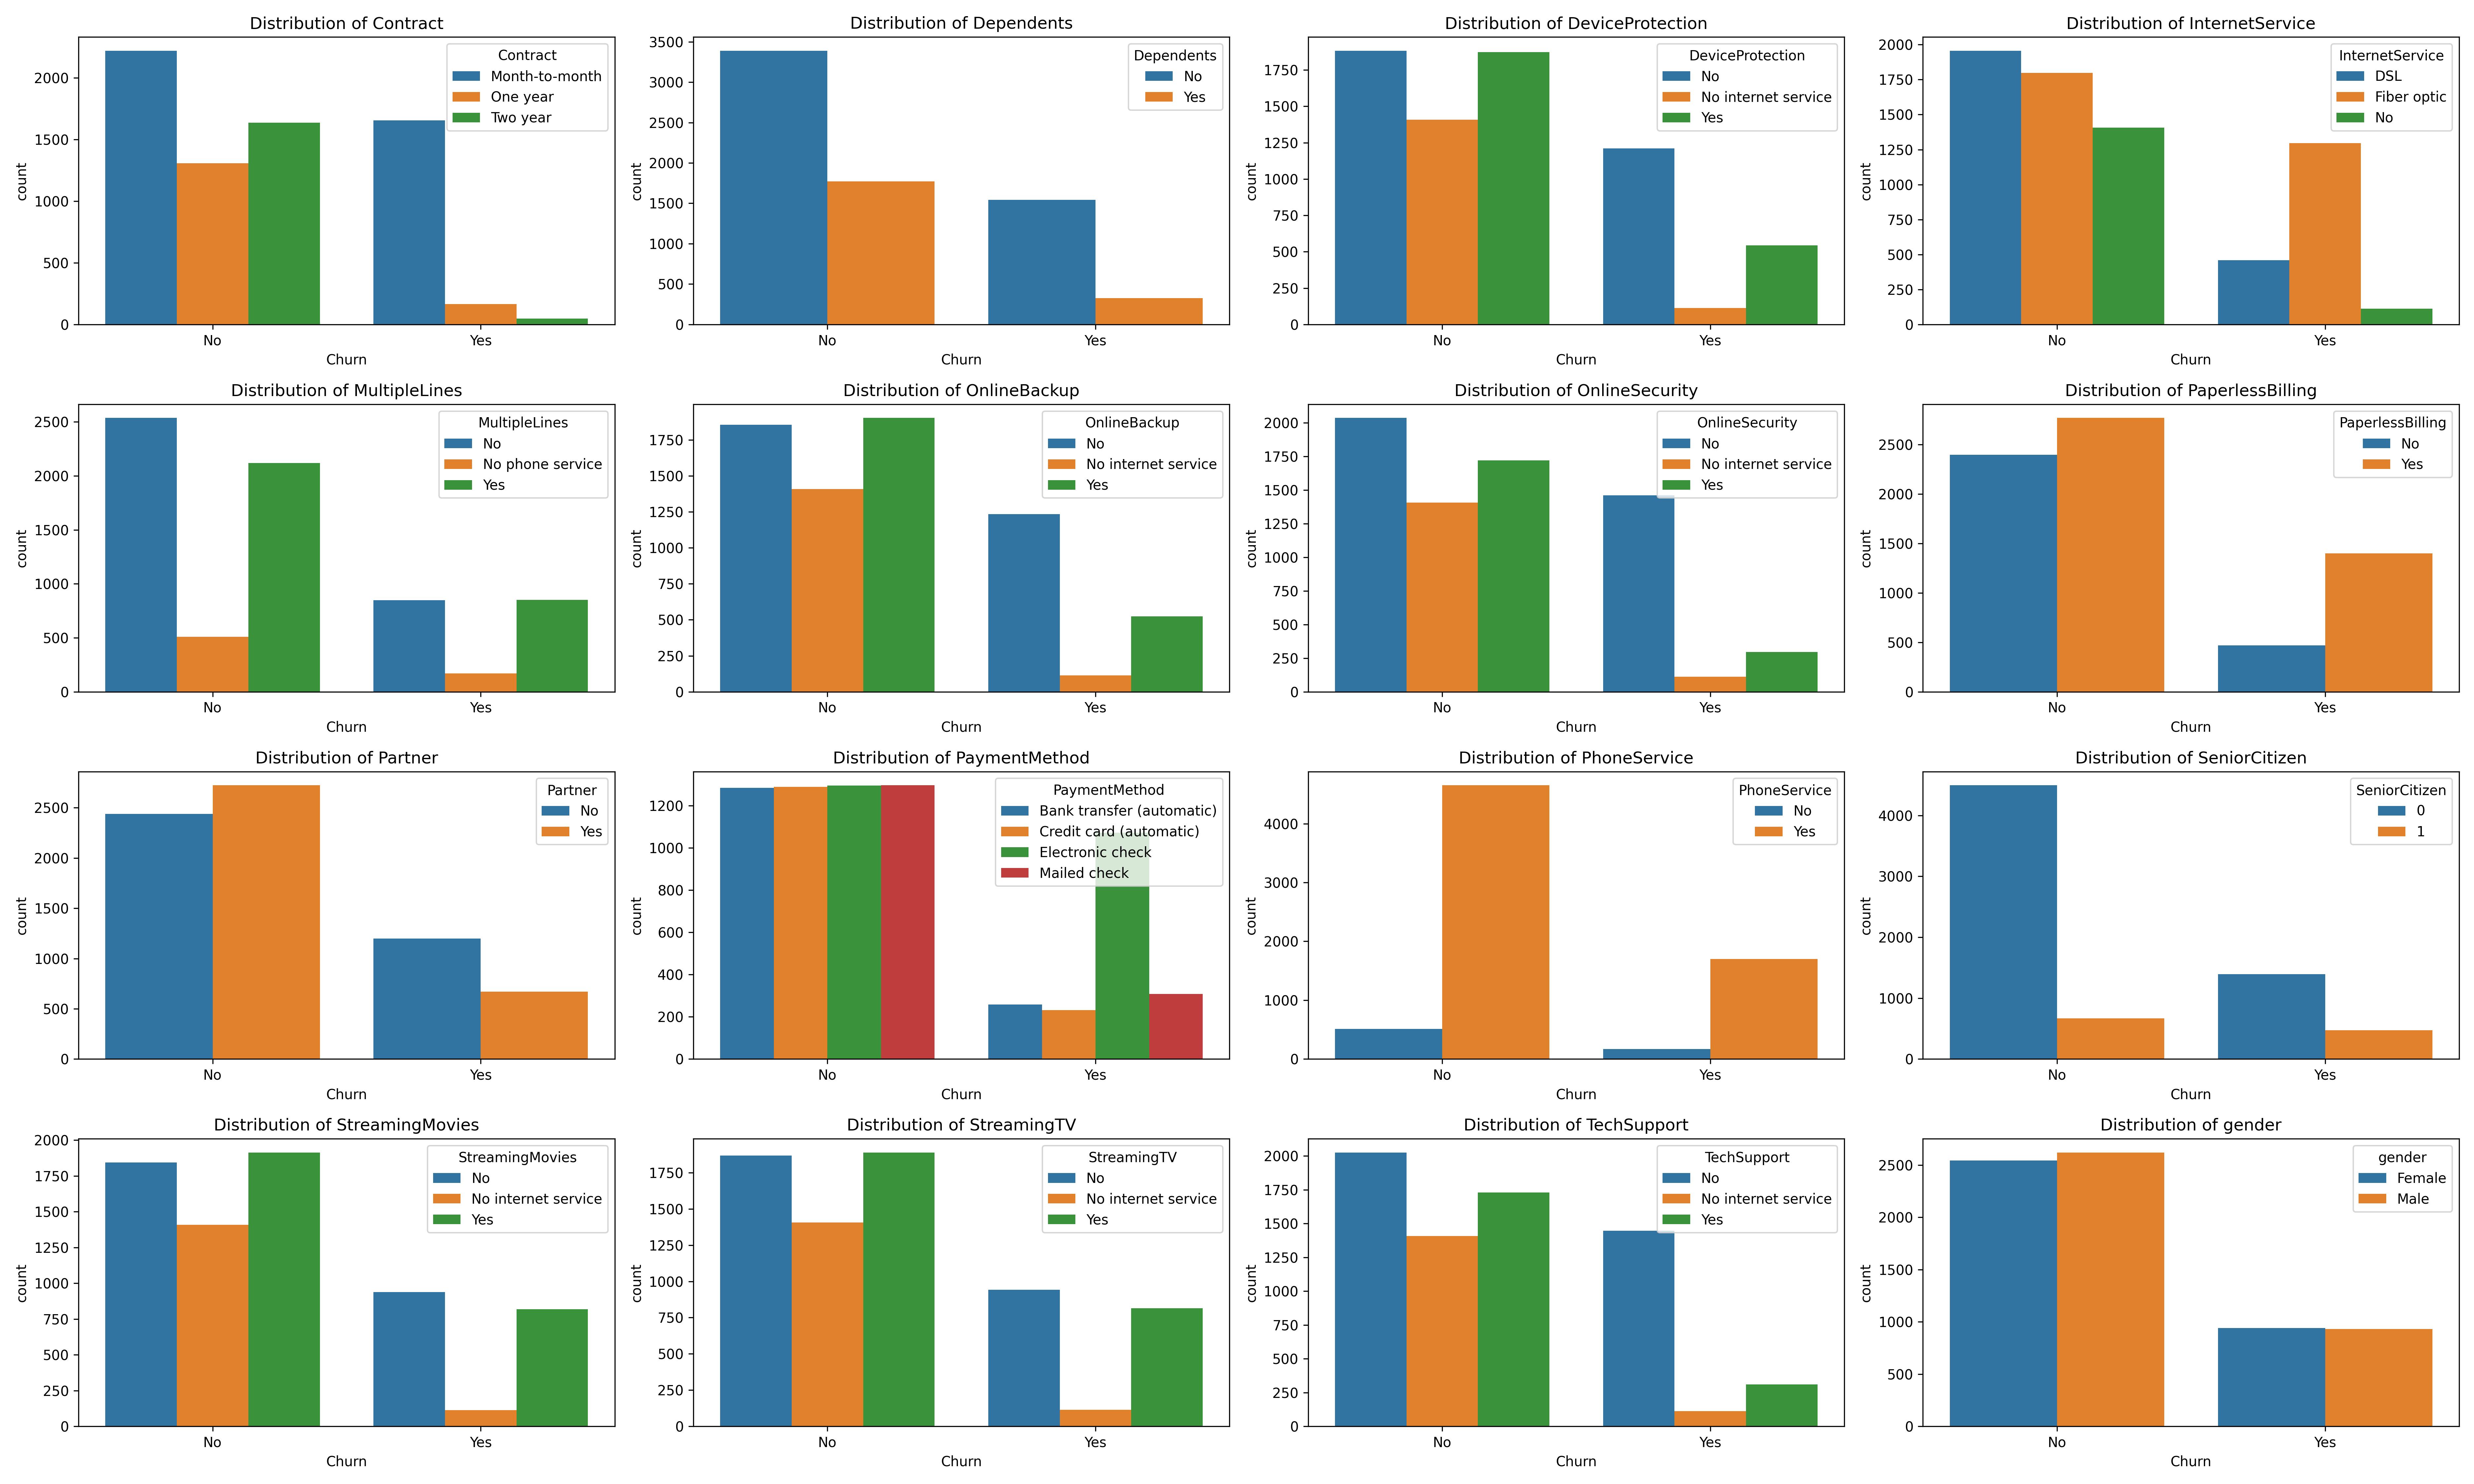 Distribution of Contract
2000
1500
1000
500
0
count
No
Yes
Churn
Contract
Month-to-month
One year
Two year
Distribution of Dependents
3500
3000
2500
2000
1500
1000
500
0
count
No
Yes
Churn
Dependents
No
Yes
Distribution of DeviceProtection
1750
1500
1250
1000
750
500
250
0
count
No
Yes
Churn
DeviceProtection
No
No internet service
Yes
Distribution of InternetService
2000
1750
1500
1250
1000
750
500
250
0
count
No
Yes
Churn
InternetService
DSL
Fiber optic
No
Distribution of MultipleLines
2500
2000
1500
1000
500
0
count
No
Yes
Churn
MultipleLines
No
No phone service
Yes
Distribution of OnlineBackup
1750
1500
1250
1000
750
500
250
0
count
No
Yes
Churn
OnlineBackup
No
No internet service
Yes
Distribution of OnlineSecurity
2000
1750
1500
1250
1000
750
500
250
0
count
No
Yes
Churn
OnlineSecurity
No
No internet service
Yes
Distribution of PaperlessBilling
2500
2000
1500
1000
500
0
count
No
Yes
Churn
PaperlessBilling
No
Yes
Distribution of Partner
2500
2000
1500
1000
500
0
count
No
Yes
Churn
Partner
No
Yes
Distribution of PaymentMethod
1200
1000
800
600
400
200
0
count
No
Yes
Churn
PaymentMethod
Bank transfer (automatic)
Credit card (automatic)
Electronic check
Mailed check
Distribution of PhoneService
4000
3000
2000
1000
0
count
No
Yes
Churn
PhoneService
No
Yes
Distribution of SeniorCitizen
4000
3000
2000
1000
0
count
No
Yes
Churn
SeniorCitizen
0
1
Distribution of StreamingMovies
2000
1750
1500
1250
1000
750
500
250
0
count
No
Yes
Churn
StreamingMovies
No
No internet service
Yes
Distribution of StreamingTV
1750
1500
1250
1000
750
500
250
0
count
No
Yes
Churn
StreamingTV
No
No internet service
Yes
Distribution of TechSupport
2000
1750
1500
1250
1000
750
500
250
0
count
No
Yes
Churn
TechSupport
No
No internet service
Yes
Distribution of gender
2500
2000
1500
1000
500
0
count
No
Yes
Churn
gender
Female
Male